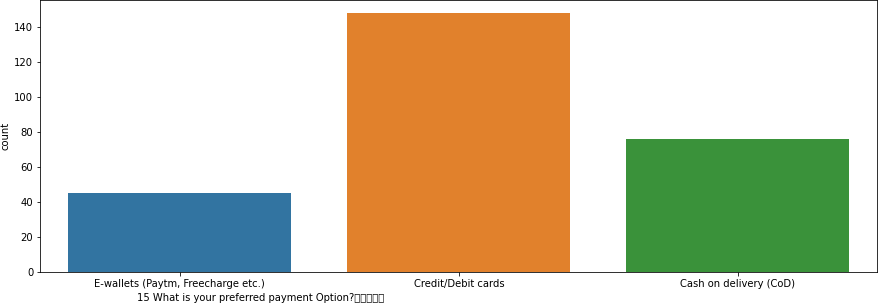 140
120
100
80
60
40
20
0
count
E-wallets (Paytm, Freecharge etc.)
Credit/Debit cards
Cash on delivery (CoD)
15 What is your preferred payment Option?